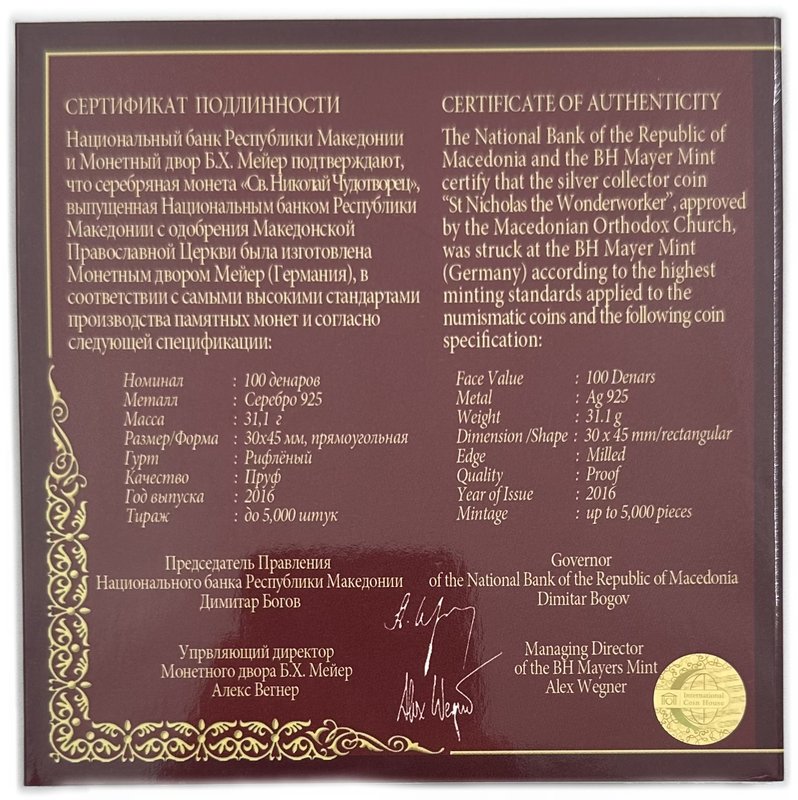 СЕРТИФИКАТ ПОДЛИННОСТИ
Национальный банк Республики Македонии
и Монетный двор Б.Х. Мейер подтверждают,
что серебряная монета «Св. Николай Чудотворец»,
выпущенная Национальным банком Республики
Македонии с одобрения Македонской
Православной Церкви была изготовлена
Монетным двором Мейер (Германия), в
соответствии с самыми высокими стандартами
производства памятных монет и согласно
следующей спецификации:
Номинал : 100 денаров
Металл : Серебро 925
Масса : 31,1 г
Размер/Форма : 30x45 мм, прямоугольная
Гурт : Рифлёный
Качество : Пруф
Год выпуска : 2016
Тираж : до 5,000 штук
Председатель Правления
Национального банка Республики Македонии
Димитар Богов
Упрвляющий директор
Монетного двора Б.Х. Мейер
Алекс Вегнер
CERTIFICATE OF AUTHENTICITY
The National Bank of the Republic of
Macedonia and the BH Mayer Mint
certify that the silver collector coin
“St Nicholas the Wonderworker”, approved
by the Macedonian Orthodox Church,
was struck at the BH Mayer Mint
(Germany) according to the highest
minting standards applied to the
numismatic coins and the following coin
specification:
Face Value : 100 Denars
Metal : Ag 925
Weight : 31.1 g
Dimension /Shape : 30 x 45 mm/rectangular
Edge : Milled
Quality : Proof
Year of Issue : 2016
Mintage : up to 5,000 pieces
Governor
of the National Bank of the Republic of Macedonia
Dimitar Bogov
Managing Director
of the BH Mayers Mint
Alex Wegner
Alex Wegner
International
Coin House